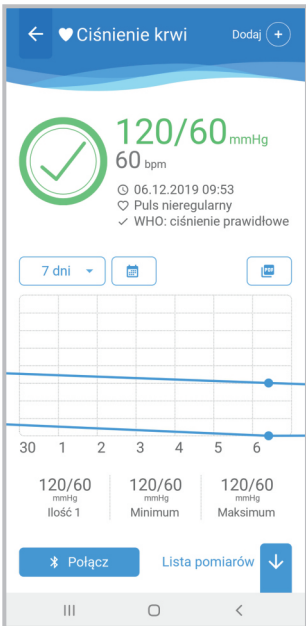 Ciśnienie krwi
Dodaj
120/60 mmHg
60 bpm
06.12.2019 09:53
Puls nieregularny
WHO: ciśnienie prawidłowe
7 dni
PDF
30 1 2 3 4 5 6
120/60 120/60 120/60
mmHg mmHg mmHg
Ilość 1 Minimum Maksimum
Połącz Lista pomiarów